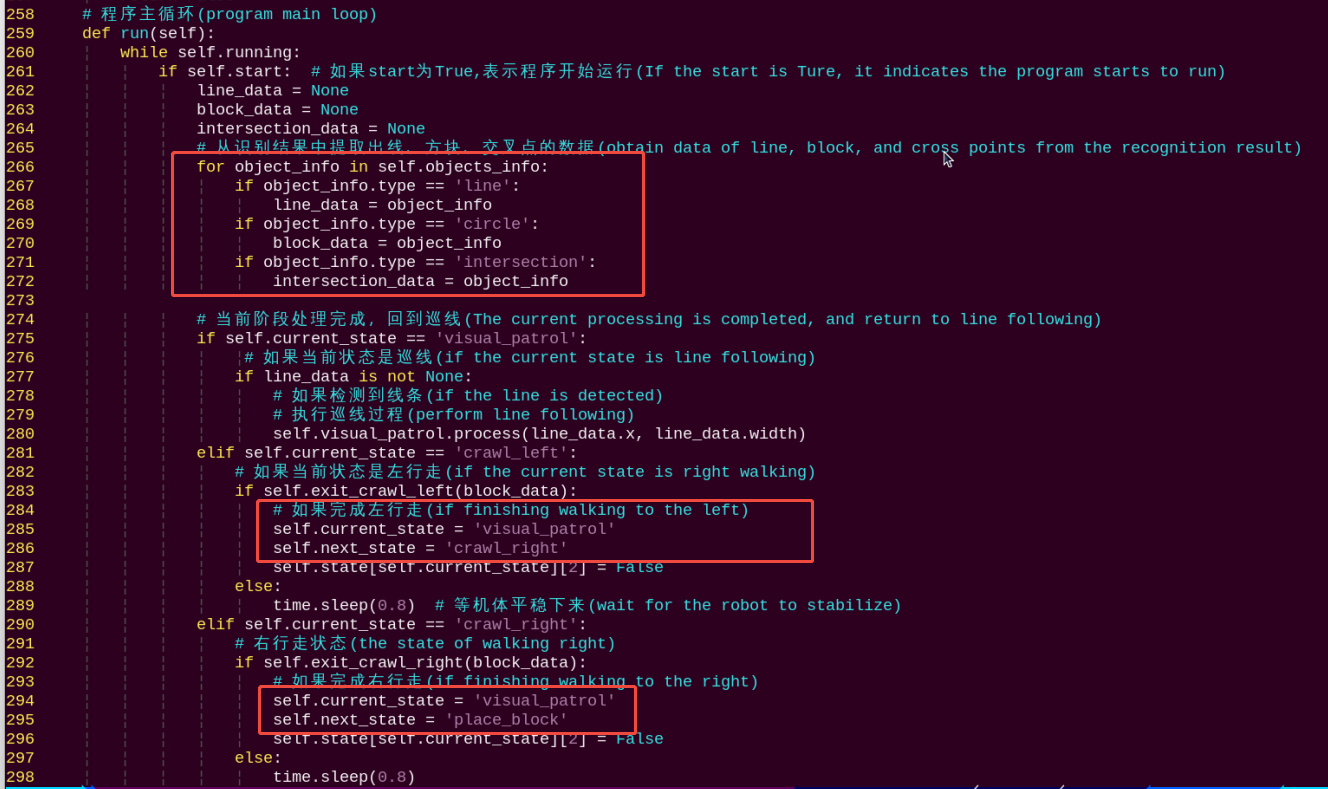 258 # 程序主循环(program main loop)
259 def run(self):
260 while self.running:
261 if self.start: # 如果start为True,表示程序开始运行(If the start is Ture, it indicates the program starts to run)
262 line_data = None
263 block_data = None
264 intersection_data = None
265 # 从识别结果中提取出线、方块、交叉点的数据(obtain data of line, block, and cross points from the recognition result)
266 for object_info in self.objects_info:
267 if object_info.type == 'line':
268 line_data = object_info
269 if object_info.type == 'circle':
270 block_data = object_info
271 if object_info.type == 'intersection':
272 intersection_data = object_info
273
274 # 当前阶段处理完成, 回到巡线(The current processing is completed, and return to line following)
275 if self.current_state == 'visual_patrol':
276 # 如果当前状态是巡线(if the current state is line following)
277 if line_data is not None:
278 # 如果检测到线条(if the line is detected)
279 # 执行巡线过程(perform line following)
280 self.visual_patrol.process(line_data.x, line_data.width)
281 elif self.current_state == 'crawl_left':
282 # 如果当前状态是左行走(if the current state is right walking)
283 if self.exit_crawl_left(block_data):
284 # 如果完成左行走(if finishing walking to the left)
285 self.current_state = 'visual_patrol'
286 self.next_state = 'crawl_right'
287 self.state[self.current_state][2] = False
288 else:
289 time.sleep(0.8) # 等机体平稳下来(wait for the robot to stabilize)
290 elif self.current_state == 'crawl_right':
291 # 右行走状态(the state of walking right)
292 if self.exit_crawl_right(block_data):
293 # 如果完成右行走(if finishing walking to the right)
294 self.current_state = 'visual_patrol'
295 self.next_state = 'place_block'
296 self.state[self.current_state][2] = False
297 else:
298 time.sleep(0.8)